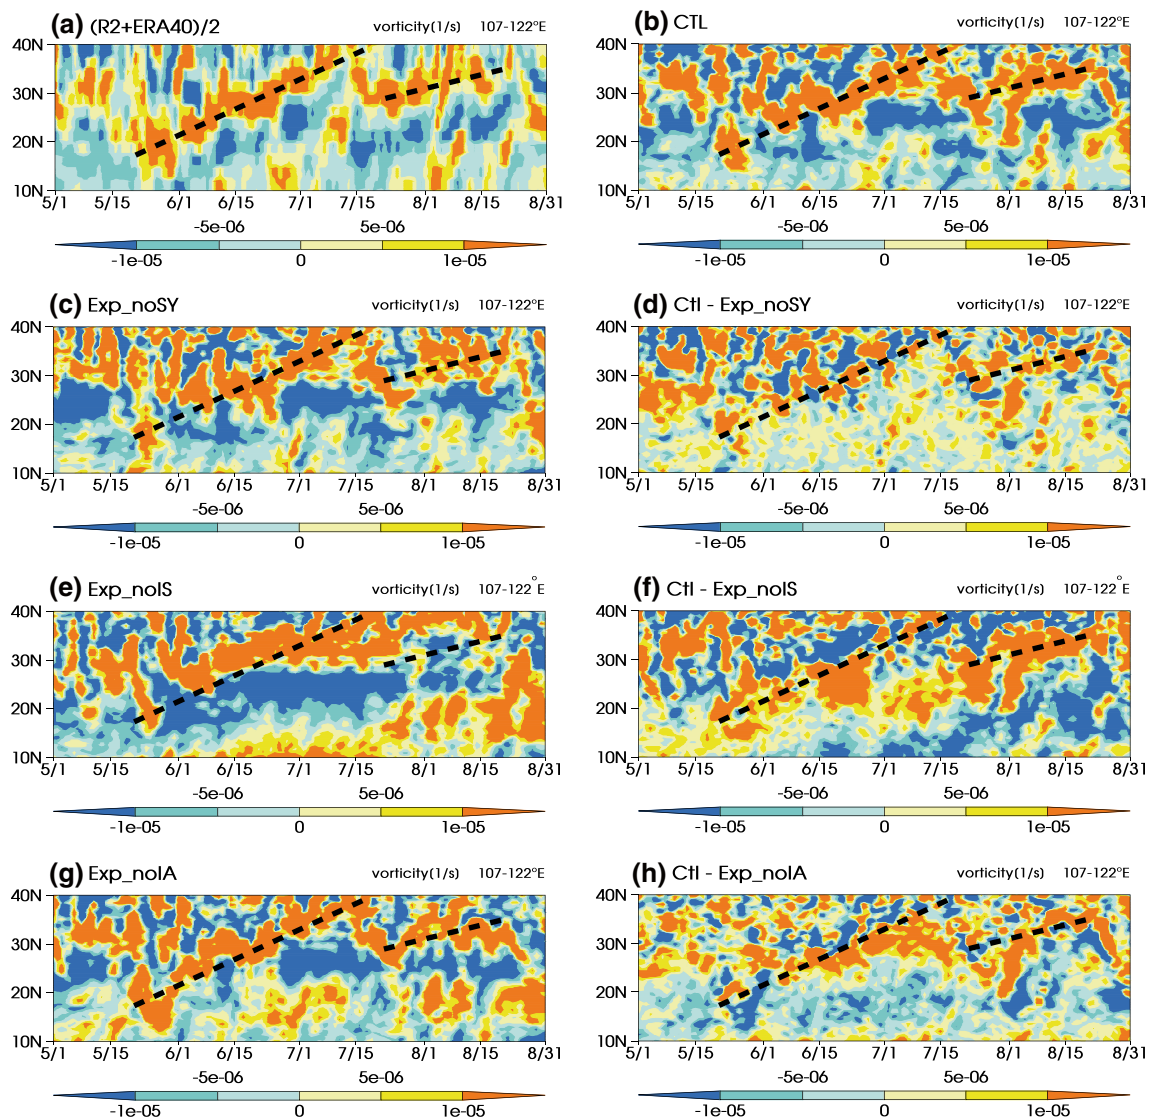 (a) (R2+ERA40)/2 vorticity(1/s) 107-122°E
40N
30N
20N
10N
5/1 5/15 6/1 6/15 7/1 7/15 8/1 8/15 8/31
-5e-06 5e-06
-1e-05 0 1e-05
(b) CTL vorticity(1/s) 107-122°E
40N
30N
20N
10N
5/1 5/15 6/1 6/15 7/1 7/15 8/1 8/15 8/31
-5e-06 5e-06
-1e-05 0 1e-05
(c) Exp_noSY vorticity(1/s) 107-122°E
40N
30N
20N
10N
5/1 5/15 6/1 6/15 7/1 7/15 8/1 8/15 8/31
-5e-06 5e-06
-1e-05 0 1e-05
(d) Ctl - Exp_noSY vorticity(1/s) 107-122°E
40N
30N
20N
10N
5/1 5/15 6/1 6/15 7/1 7/15 8/1 8/15 8/31
-5e-06 5e-06
-1e-05 0 1e-05
(e) Exp_noIS vorticity(1/s) 107-122°E
40N
30N
20N
10N
5/1 5/15 6/1 6/15 7/1 7/15 8/1 8/15 8/31
-5e-06 5e-06
-1e-05 0 1e-05
(f) Ctl - Exp_noIS vorticity(1/s) 107-122°E
40N
30N
20N
10N
5/1 5/15 6/1 6/15 7/1 7/15 8/1 8/15 8/31
-5e-06 5e-06
-1e-05 0 1e-05
(g) Exp_noIA vorticity(1/s) 107-122°E
40N
30N
20N
10N
5/1 5/15 6/1 6/15 7/1 7/15 8/1 8/15 8/31
-5e-06 5e-06
-1e-05 0 1e-05
(h) Ctl - Exp_noIA vorticity(1/s) 107-122°E
40N
30N
20N
10N
5/1 5/15 6/1 6/15 7/1 7/15 8/1 8/15 8/31
-5e-06 5e-06
-1e-05 0 1e-05